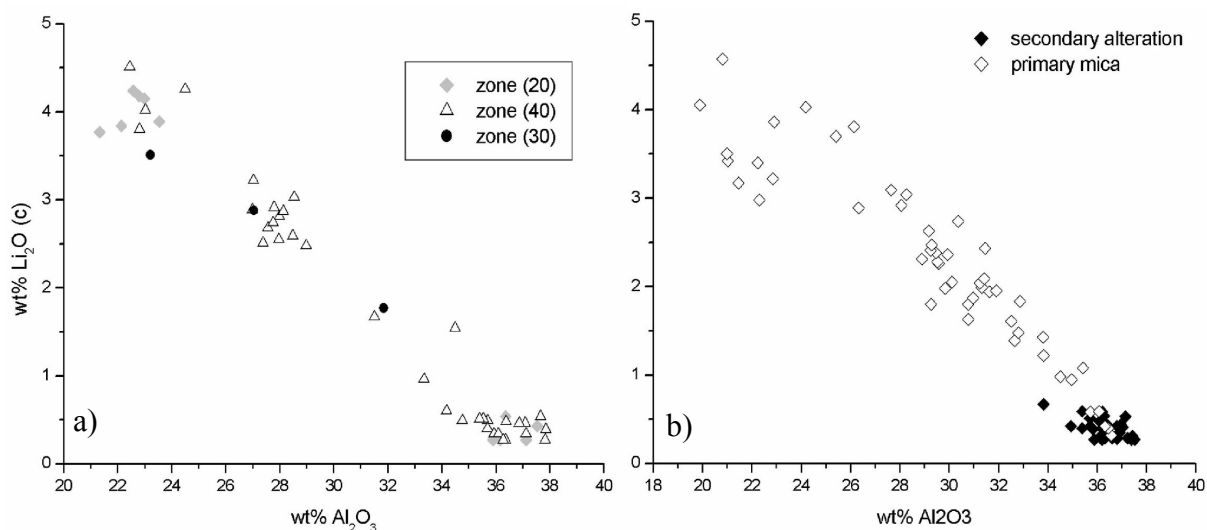 5
4
3
2
1
0
wt% Li₂O (c)
zone (20)
zone (40)
zone (30)
a)
20 22 24 26 28 30 32 34 36 38 40
wt% Al₂O₃
5
4
3
2
1
0
secondary alteration
primary mica
b)
18 20 22 24 26 28 30 32 34 36 38 40
wt% Al2O3